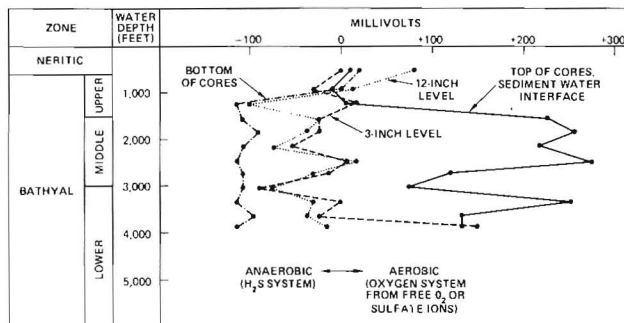 ZONE
WATER DEPTH (FEET)
MILLIVOLTS
-100
0
+100
+200
+300
NERITIC
BATHYAL
UPPER
MIDDLE
LOWER
1,000
2,000
3,000
4,000
5,000
BOTTOM
OF CORES
12-INCH
LEVEL
TOP OF CORES,
SEDIMENT WATER
INTERFACE
3-INCH LEVEL
ANAEROBIC
(H₂S SYSTEM)
AEROBIC
(OXYGEN SYSTEM
FROM FREE O₂ OR
SULFATE IONS)